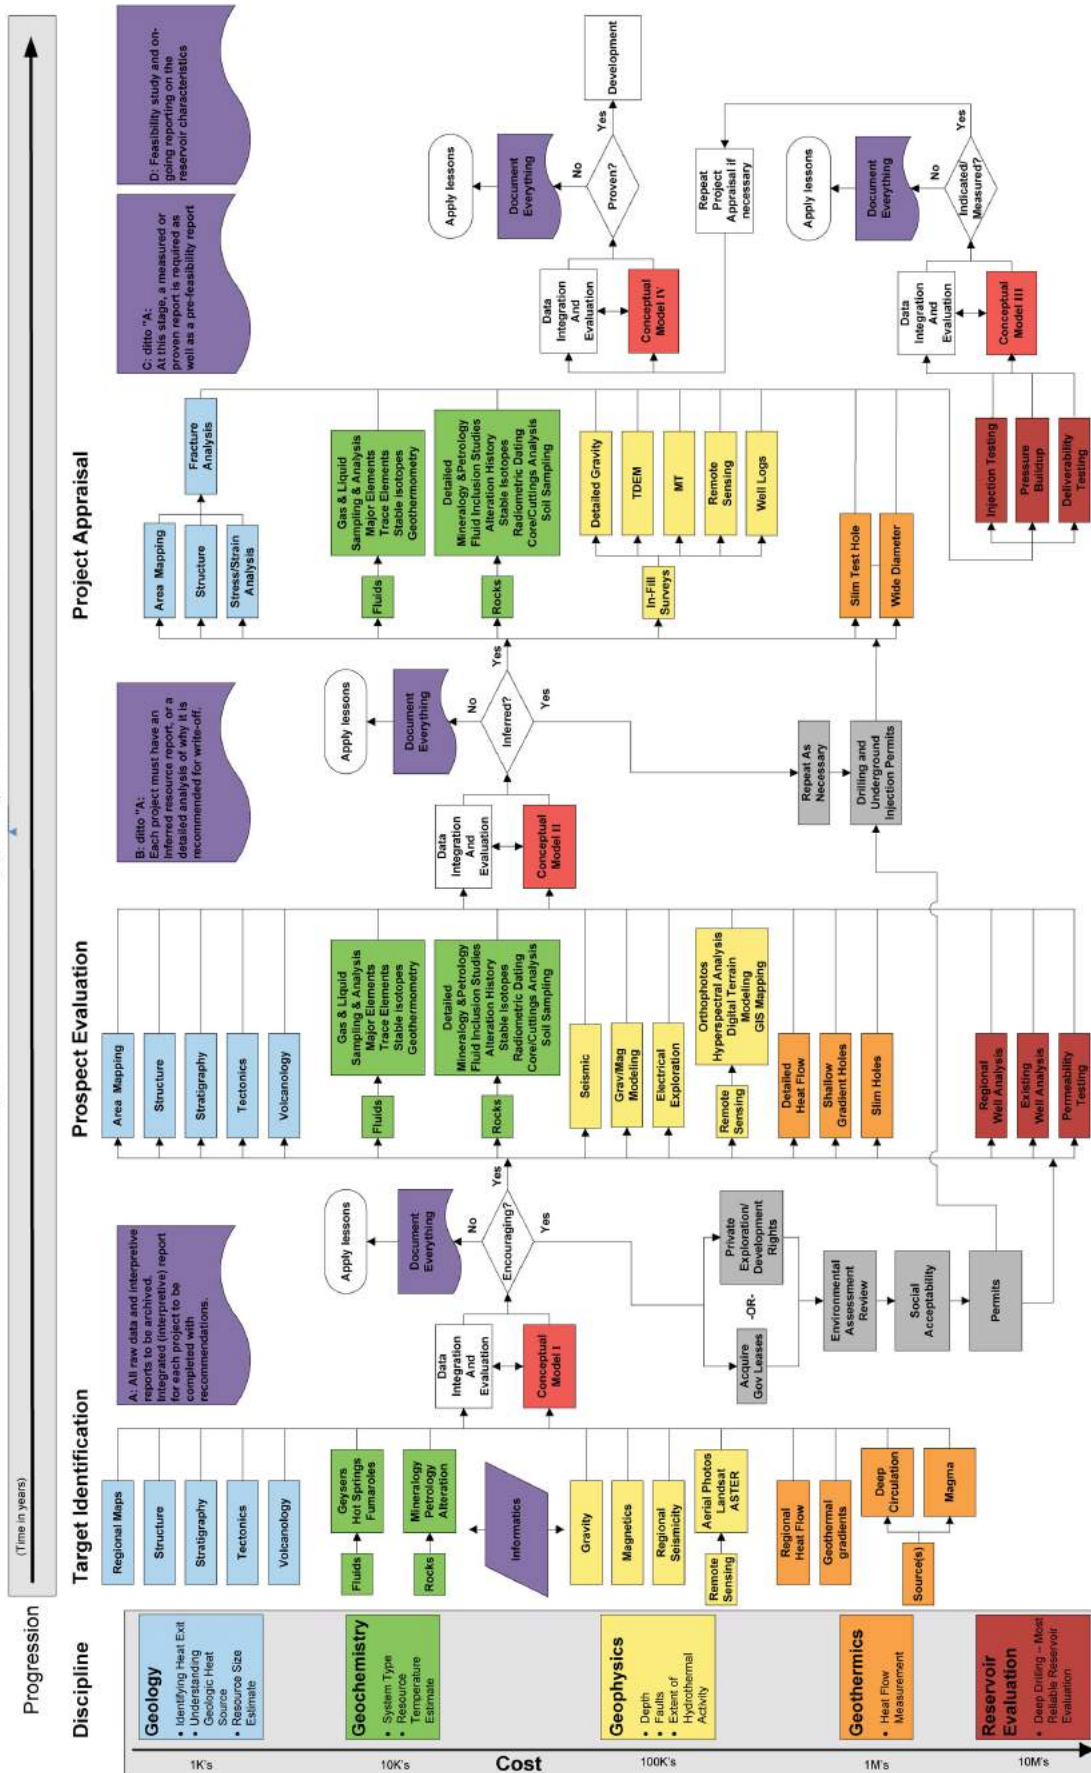 Progression
(Time in years)
Discipline
Target Identification
Prospect Evaluation
Project Appraisal
Cost
1K's
10K's
100K's
1M's
10M's
Geology
• Identifying Heat Exit
• Understanding
Geologic Heat
Source
• Resource Size
Estimate
Geochemistry
• System Type
• Resource
Temperature
Estimate
Geophysics
• Depth
• Faults
• Extent of
Hydrothermal
Activity
Geothermics
• Heat Flow
Measurement
Reservoir
Evaluation
• Deep Drilling – Most
Reliable Reservoir
Evaluation
Regional Maps
Structure
Stratigraphy
Tectonics
Volcanology
Fluids
Geysers
Hot Springs
Fumaroles
Rocks
Mineralogy
Petrology
Alteration
Informatics
Gravity
Magnetics
Regional
Seismicity
Remote
Sensing
Aerial Photos
Landsat
ASTER
Regional
Heat Flow
Geothermal
gradients
Source(s)
Deep
Circulation
Magma
A: All raw data and interpretive
reports to be archived.
Integrated (interpretive) report
for each project to be
completed with
recommendations.
Data
Integration
And
Evaluation
Conceptual
Model I
Encouraging?
No
Yes
Yes
Document
Everything
Apply lessons
Acquire
Gov Leases
-OR-
Private
Exploration/
Development
Rights
Environmental
Assessment
Review
Social
Acceptability
Permits
Area Mapping
Structure
Stratigraphy
Tectonics
Volcanology
Fluids
Gas & Liquid
Sampling & Analysis
Major Elements
Trace Elements
Stable isotopes
Geothermometry
Rocks
Detailed
Mineralogy &Petrology
Fluid Inclusion Studies
Alteration History
Stable Isotopes
Radiometric Dating
Core/Cuttings Analysis
Soil Sampling
Seismic
Grav/Mag
Modeling
Electrical
Exploration
Remote
Sensing
Orthophotos
Hyperspectral Analysis
Digital Terrain
Modeling
GIS Mapping
Detailed
Heat Flow
Shallow
Gradient Holes
Slim Holes
Regional
Well Analysis
Existing
Well Analysis
Permeability
Testing
B: ditto "A:
Each project must have an
Inferred resource report, or a
detailed analysis of why it is
recommended for write-off.
Data
Integration
And
Evaluation
Conceptual
Model II
Inferred?
No
Yes
Yes
Document
Everything
Apply lessons
Repeat As
Necessary
Drilling and
Underground
Injection Permits
Area Mapping
Structure
Stress/Strain
Analysis
Fracture
Analysis
Fluids
Gas & Liquid
Sampling & Analysis
Major Elements
Trace Elements
Stable isotopes
Geothermometry
Rocks
Detailed
Mineralogy &Petrology
Fluid Inclusion Studies
Alteration History
Stable Isotopes
Radiometric Dating
Core/Cuttings Analysis
Soil Sampling
In-Fill
Surveys
Detailed Gravity
TDEM
MT
Remote
Sensing
Well Logs
Slim Test Hole
Wide Diameter
Injection Testing
Pressure
Buildup
Deliverability
Testing
C: ditto "A:
At this stage, a measured or
proven report is required as
well as a pre-feasibility report
D: Feasibility study and on-
going reporting on the
reservoir characteristics
Data
Integration
And
Evaluation
Conceptual
Model IV
Proven?
No
Yes
Document
Everything
Apply lessons
Development
Repeat
Project
Appraisal if
necessary
Data
Integration
And
Evaluation
Conceptual
Model III
Indicated/
Measured?
No
Yes
Document
Everything
Apply lessons